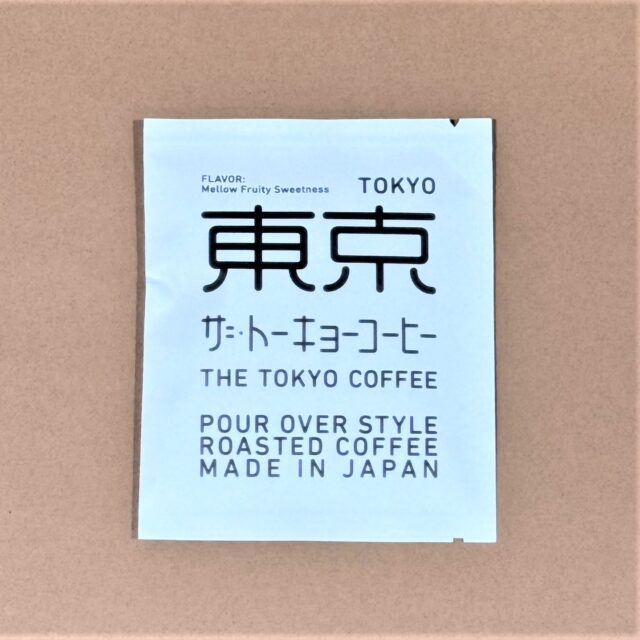 FLAVOR:
Mellow Fruity Sweetness
TOKYO
東京
ザ・トーキョーコーヒー
THE TOKYO COFFEE
POUR OVER STYLE
ROASTED COFFEE
MADE IN JAPAN